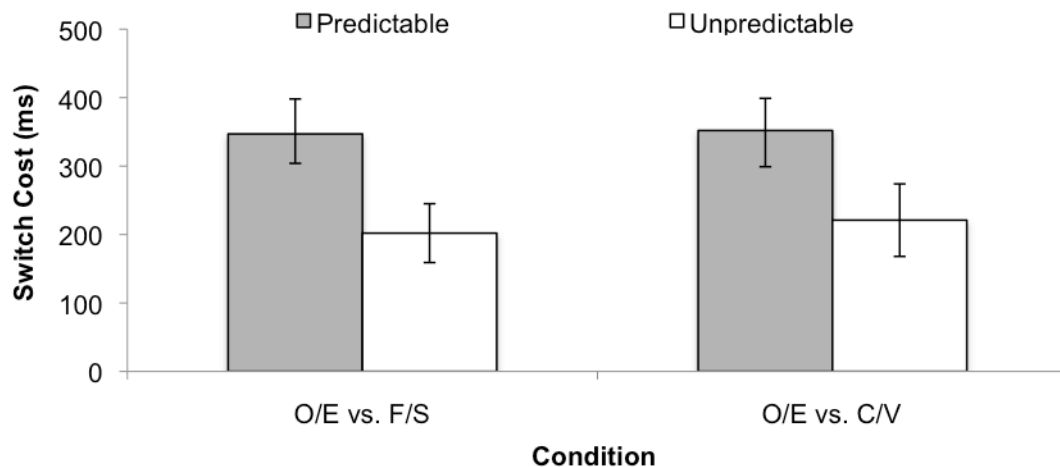 Predictable Unpredictable
500
400
300
200
100
0
Switch Cost (ms)
O/E vs. F/S O/E vs. C/V
Condition